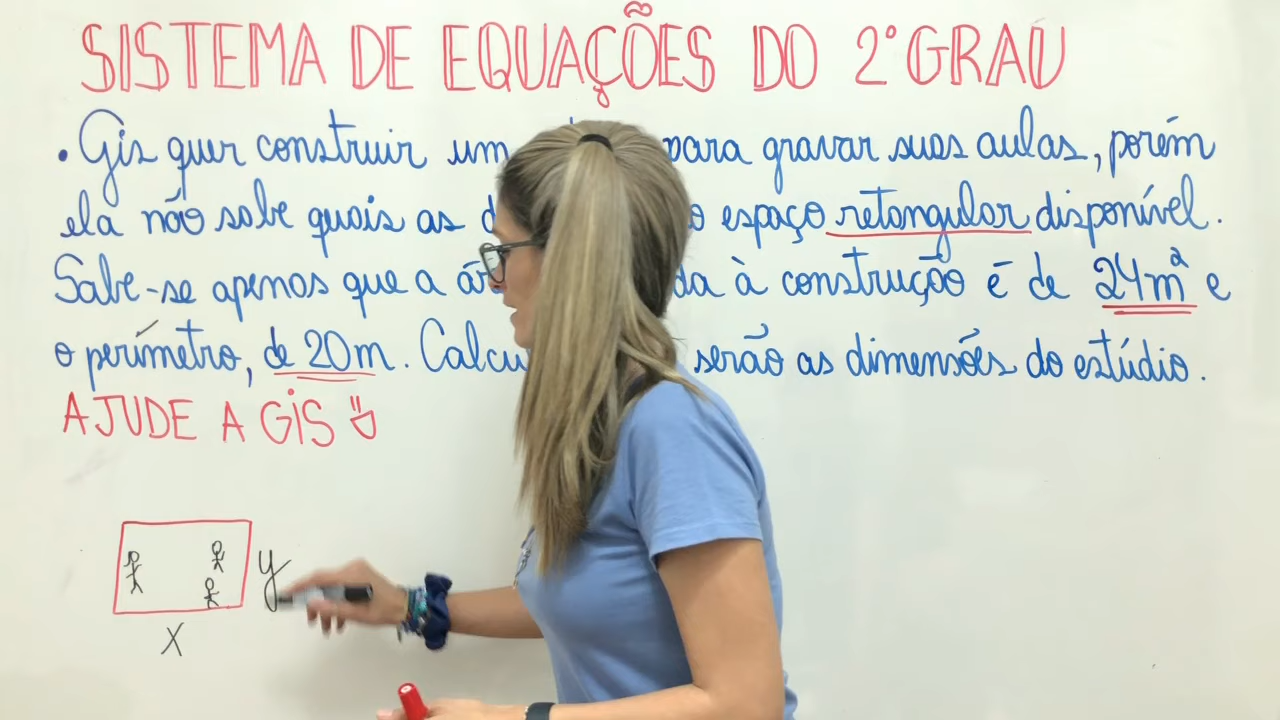 SISTEMA DE EQUAÇÕES DO 2° GRAU
• Gis quer construir um para gravar suas aulas, porém
ela não sabe quais as espaço retangular disponível.
Sabe-se apenas que a à construção é de 24m² e
o perímetro, de 20m. serão as dimensões do estúdio.
AJUDE A GIS
y
X